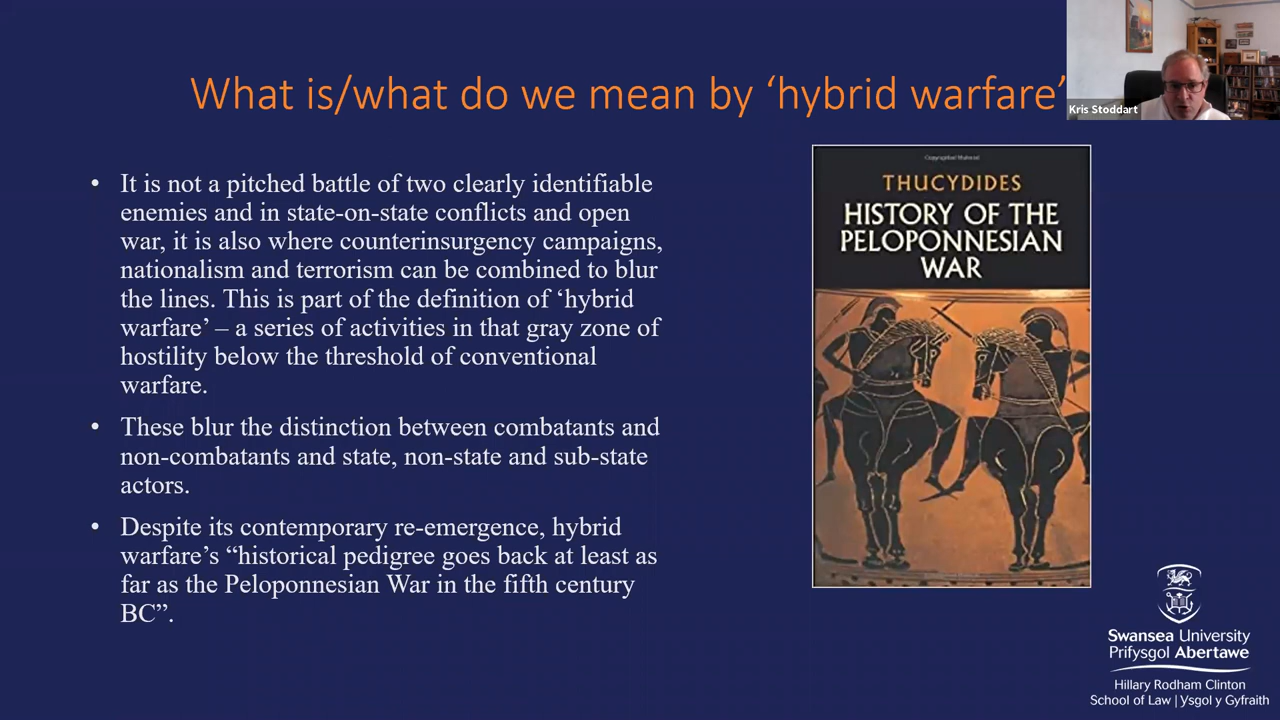 What is/what do we mean by ‘hybrid warfare’
Kris Stoddart
• It is not a pitched battle of two clearly identifiable
enemies and in state-on-state conflicts and open
war, it is also where counterinsurgency campaigns,
nationalism and terrorism can be combined to blur
the lines. This is part of the definition of ‘hybrid
warfare’ – a series of activities in that gray zone of
hostility below the threshold of conventional
warfare.
• These blur the distinction between combatants and
non-combatants and state, non-state and sub-state
actors.
• Despite its contemporary re-emergence, hybrid
warfare’s “historical pedigree goes back at least as
far as the Peloponnesian War in the fifth century
BC”.
Copyrighted Material
THUCYDIDES
HISTORY OF THE
PELOPONNESIAN
WAR
Swansea University
Prifysgol Abertawe
Hillary Rodham Clinton
School of Law | Ysgol y Gyfraith